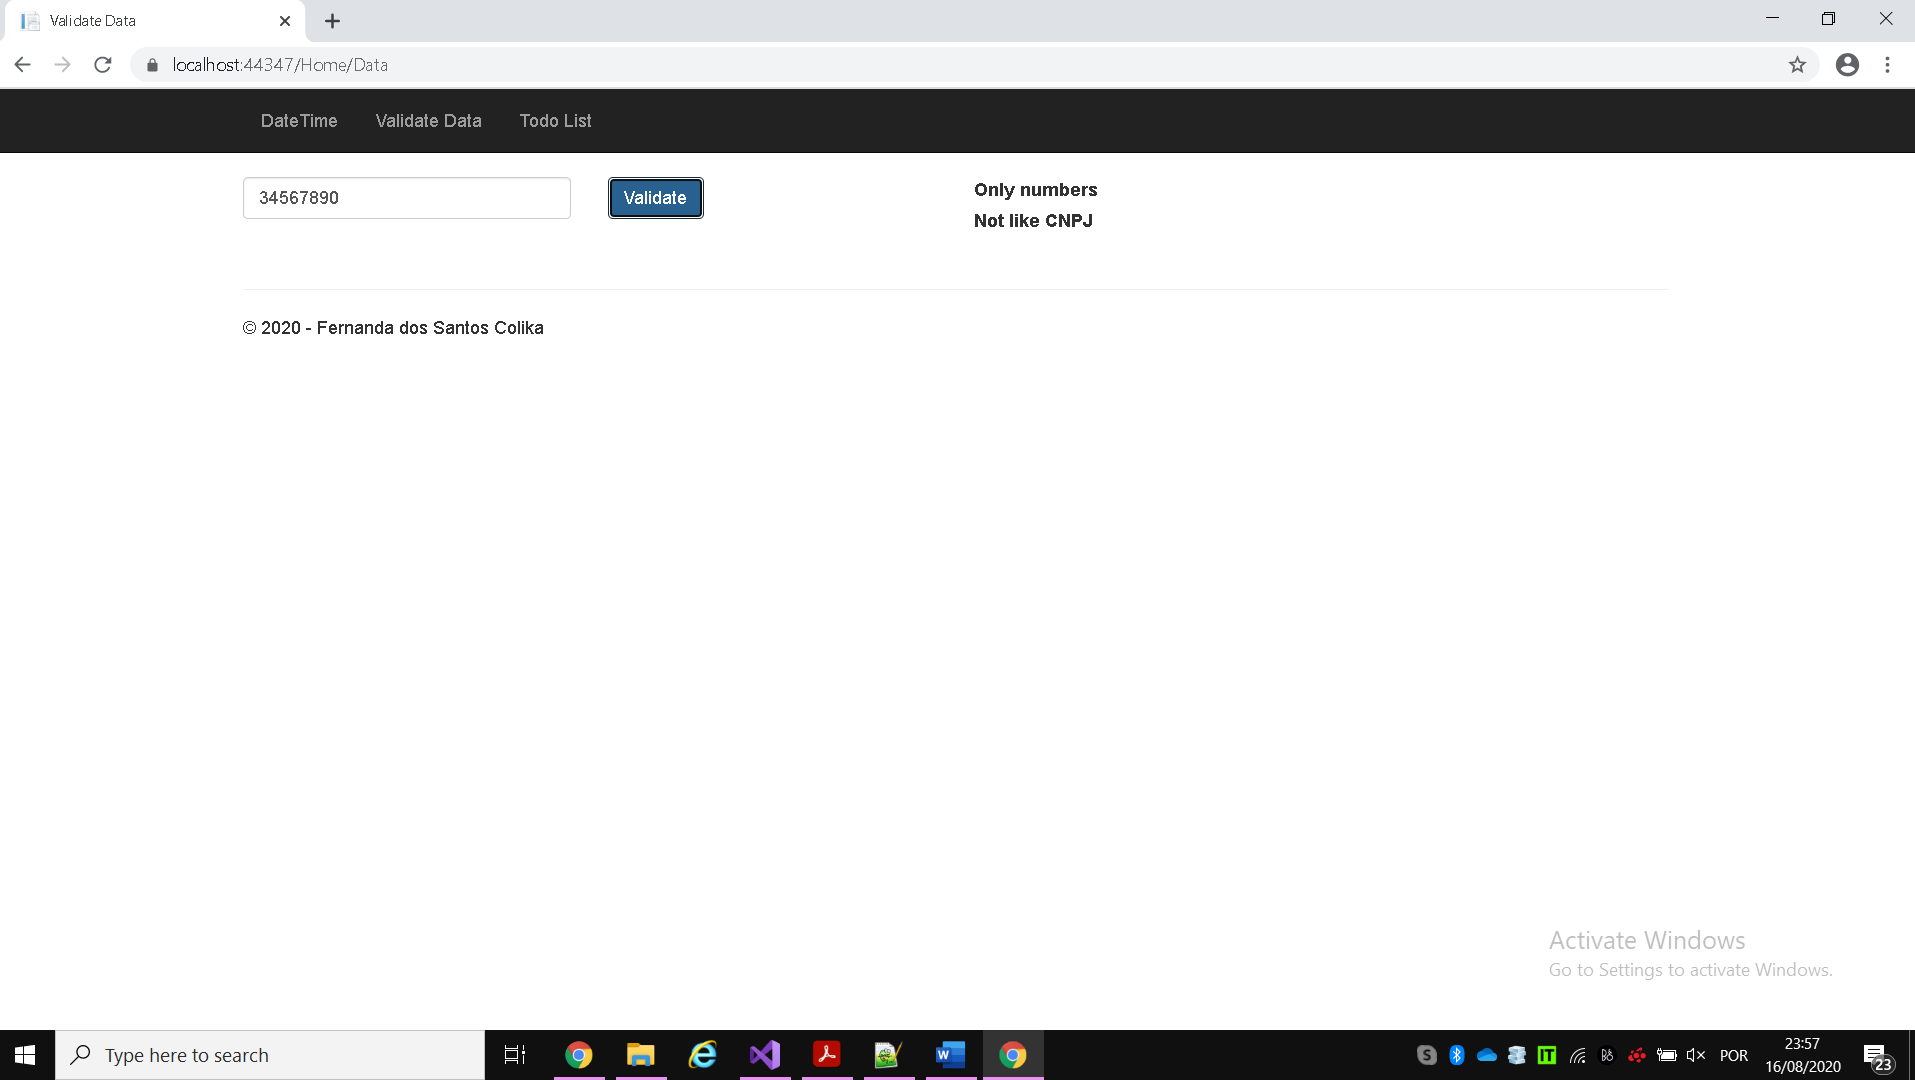 Validate Data
localhost:44347/Home/Data
DateTime Validate Data Todo List
34567890 Validate
Only numbers
Not like CNPJ
© 2020 - Fernanda dos Santos Colika
Activate Windows
Go to Settings to activate Windows.
Type here to search
POR
23:57
16/08/2020
23